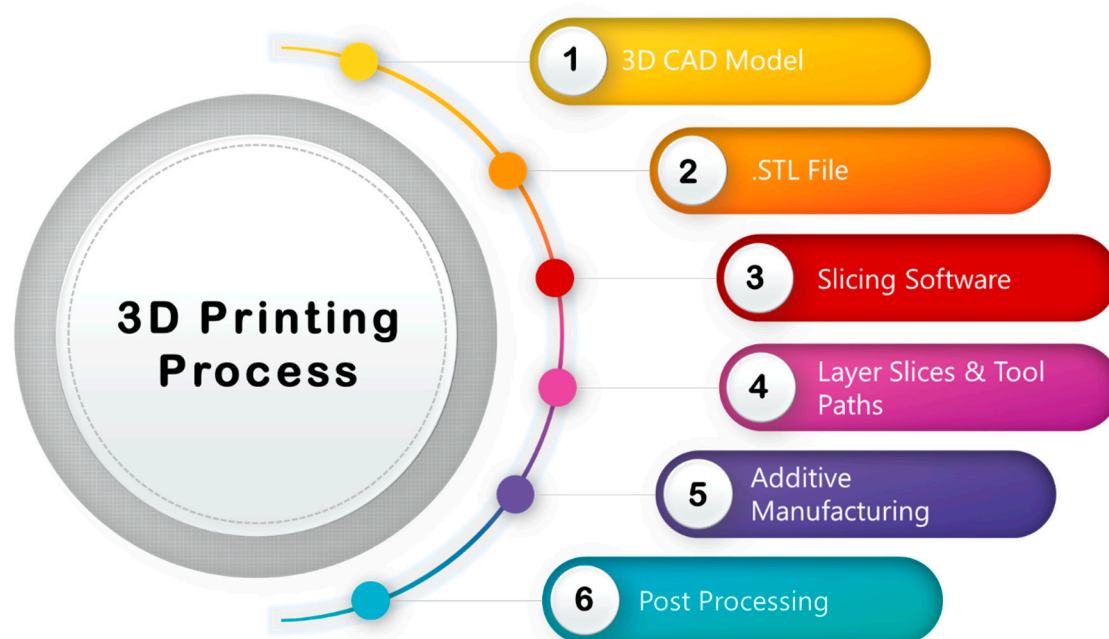 3D Printing
Process
1
3D CAD Model
2
.STL File
3
Slicing Software
4
Layer Slices & Tool
Paths
5
Additive
Manufacturing
6
Post Processing